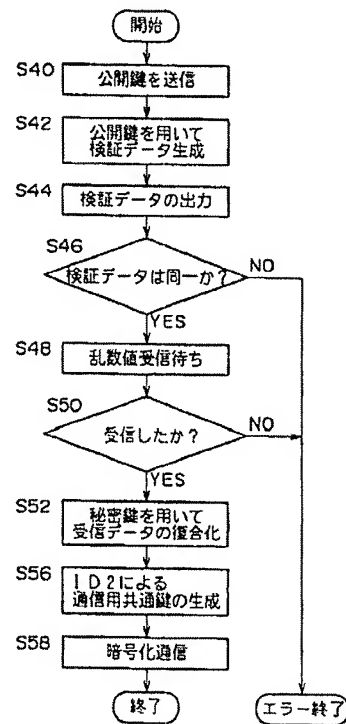 開始
S40
公開鍵を送信
S42
公開鍵を用いて
検証データ生成
S44
検証データの出力
S46
検証データは同一か?
NO
YES
S48
乱数値受信待ち
S50
受信したか?
NO
YES
S52
秘密鍵を用いて
受信データの復合化
S56
ID2による
通信用共通鍵の生成
S58
暗号化通信
終了
エラー終了